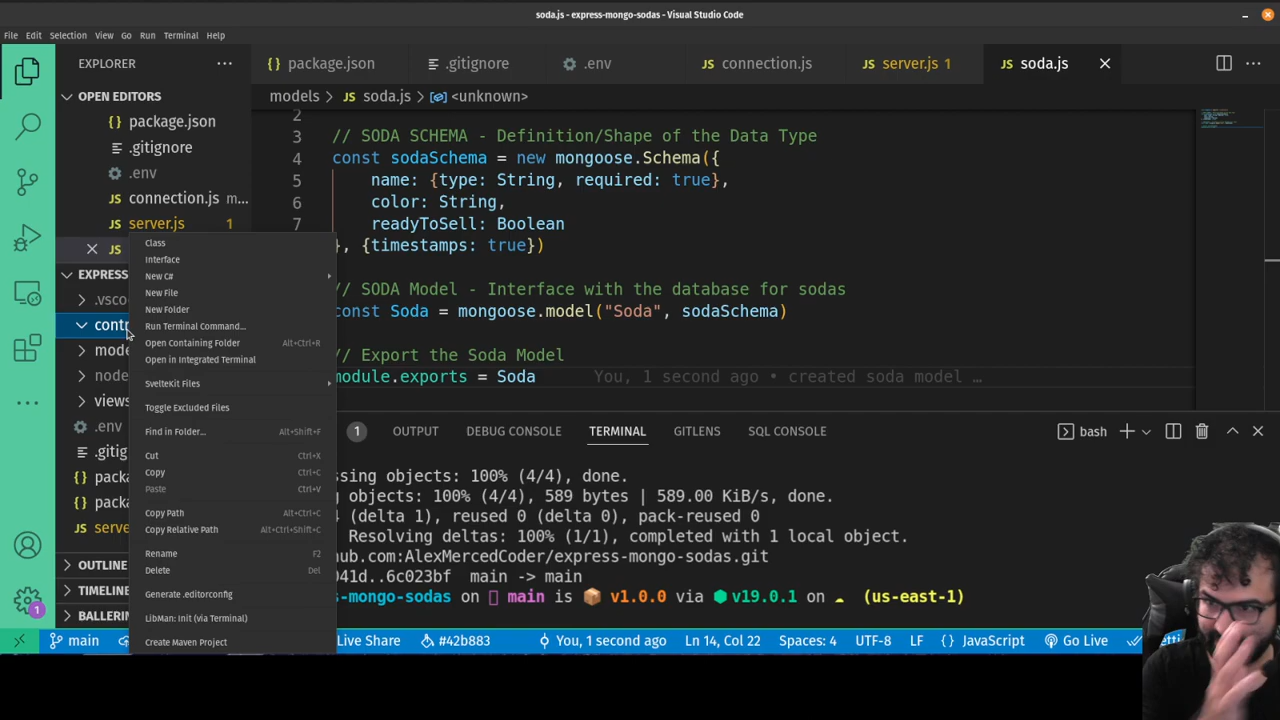 soda.js - express-mongo-sodas - Visual Studio Code
File Edit Selection View Go Run Terminal Help
EXPLORER
package.json
.gitignore
.env
connection.js
server.js 1
soda.js
OPEN EDITORS
package.json
.gitignore
.env
connection.js m...
server.js 1
JS
EXPRESS
.vsco
contr
mode
node
views
.env
.gitig
packa
packa
serve
OUTLINE
TIMELINE
BALLERIN
Class
Interface
New C#
New File
New Folder
Run Terminal Command...
Open Containing Folder Alt+Ctrl+R
Open in Integrated Terminal
SvelteKit Files
Toggle Excluded Files
Find in Folder... Alt+Shift+F
Cut Ctrl+X
Copy Ctrl+C
Paste Ctrl+V
Copy Path Alt+Ctrl+C
Copy Relative Path Alt+Ctrl+Shift+C
Rename F2
Delete Del
Generate .editorconfig
LibMan: Init (via Terminal)
Create Maven Project
models > JS soda.js > <unknown>
2
3 // SODA SCHEMA - Definition/Shape of the Data Type
4 const sodaSchema = new mongoose.Schema({
5 name: {type: String, required: true},
6 color: String,
7 readyToSell: Boolean
}, {timestamps: true})
// SODA Model - Interface with the database for sodas
const Soda = mongoose.model("Soda", sodaSchema)
// Export the Soda Model
module.exports = Soda You, 1 second ago • created soda model …
1 OUTPUT DEBUG CONSOLE TERMINAL GITLENS SQL CONSOLE
bash
ssing objects: 100% (4/4), done.
g objects: 100% (4/4), 589 bytes | 589.00 KiB/s, done.
4 (delta 1), reused 0 (delta 0), pack-reused 0
Resolving deltas: 100% (1/1), completed with 1 local object.
hub.com:AlexMercedCoder/express-mongo-sodas.git
041d..6c023bf main -> main
s-mongo-sodas on main is v1.0.0 via v19.0.1 on (us-east-1)
1
main Live Share #42b883 You, 1 second ago Ln 14, Col 22 Spaces: 4 UTF-8 LF {} JavaScript Go Live